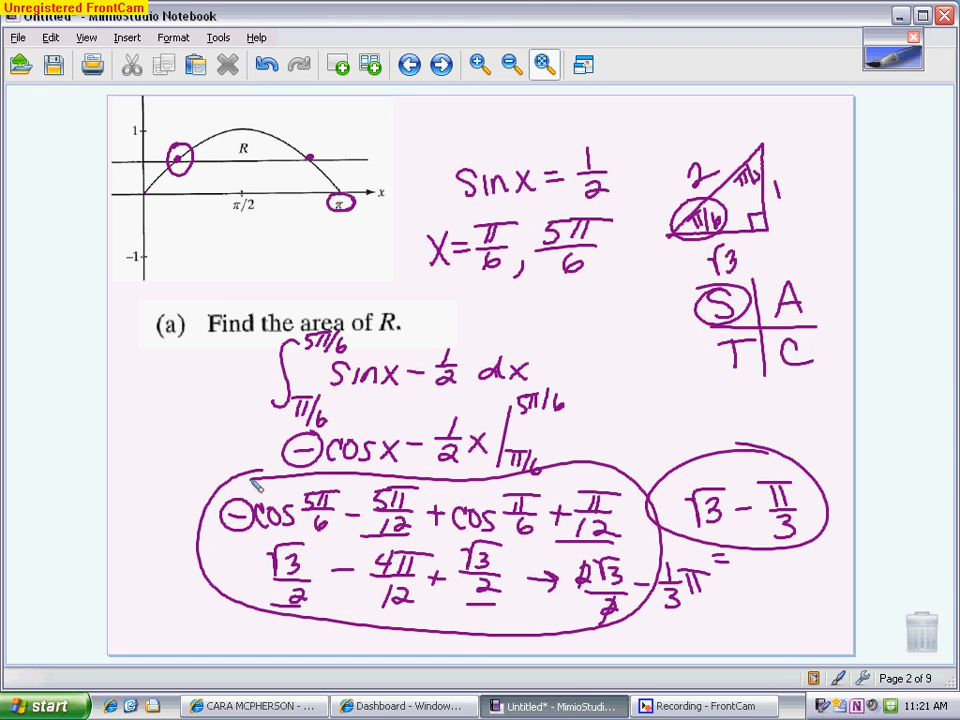 Unregistered FrontCam
Untitled* - MimioStudio Notebook
File Edit View Insert Format Tools Help
1
R
x
π/2
π
-1
sin x = 1/2
x = π/6, 5π/6
2
π/3
1
π/6
√3
S A
T C
(a) Find the area of R.
∫ π/6 5π/6 sin x - 1/2 dx
- cos x - 1/2 x | π/6 5π/6
- cos 5π/6 - 5π/12 + cos π/6 + π/12
√3/2 - 4π/12 + √3/2 → 2√3/2 - 1/3 π
= √3 - π/3
Page 2 of 9
start
CARA MCPHERSON - ...
Dashboard - Window...
Untitled* - MimioStudi...
Recording - FrontCam
11:21 AM